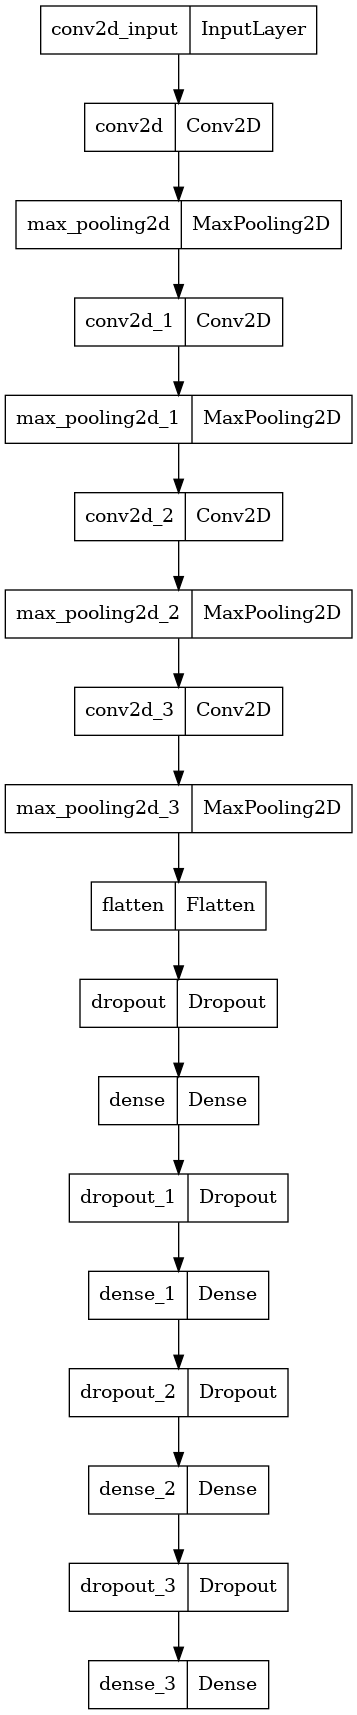 conv2d_input InputLayer
conv2d Conv2D
max_pooling2d MaxPooling2D
conv2d_1 Conv2D
max_pooling2d_1 MaxPooling2D
conv2d_2 Conv2D
max_pooling2d_2 MaxPooling2D
conv2d_3 Conv2D
max_pooling2d_3 MaxPooling2D
flatten Flatten
dropout Dropout
dense Dense
dropout_1 Dropout
dense_1 Dense
dropout_2 Dropout
dense_2 Dense
dropout_3 Dropout
dense_3 Dense